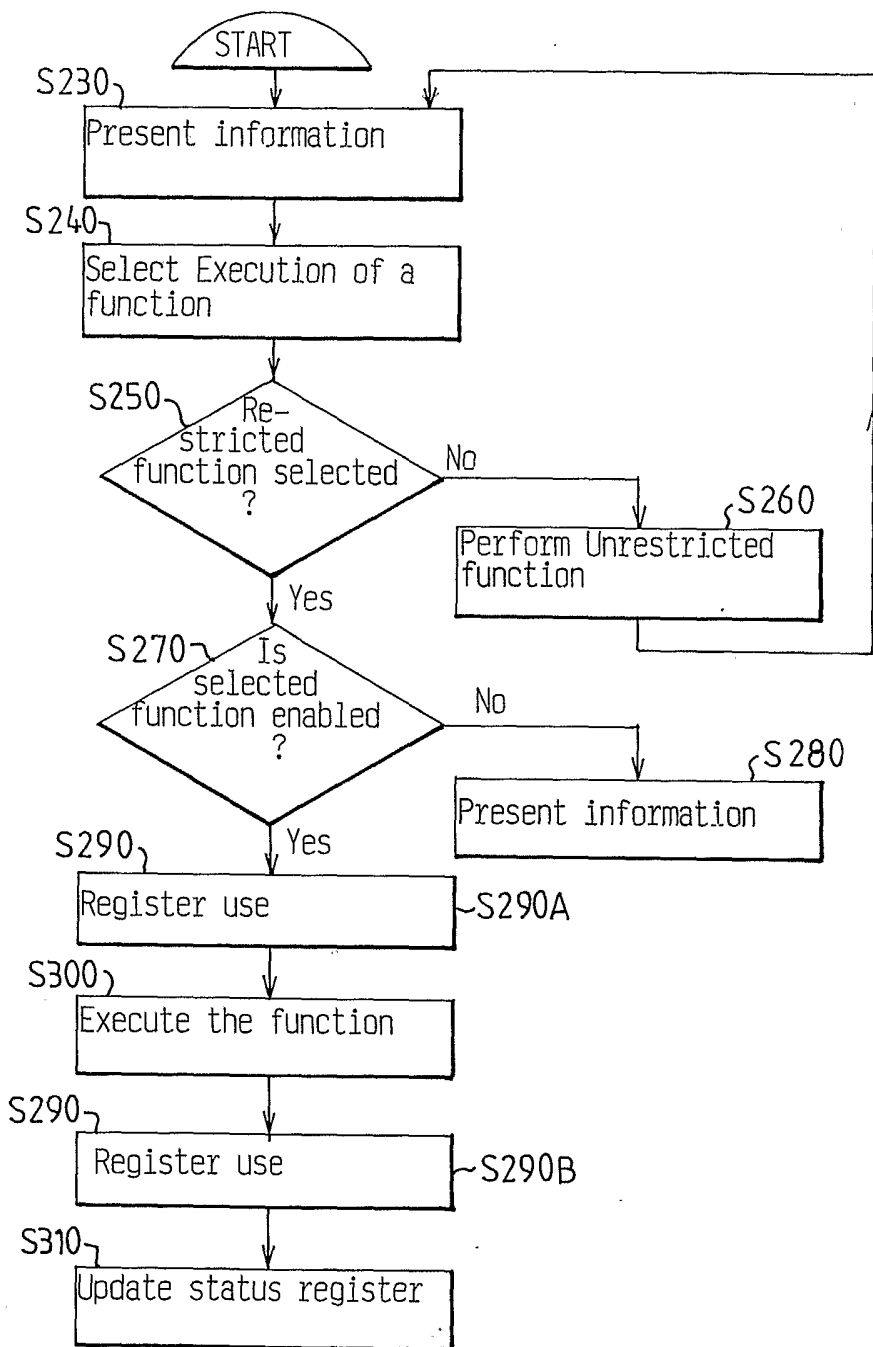 START
S230
Present information
S240
Select Execution of a
function
S250
Re-
stricted
function selected
?
No
S260
Perform Unrestricted
function
Yes
S270
Is
selected
function enabled
?
No
S280
Present information
Yes
S290
Register use
S290A
S300
Execute the function
S290
Register use
S290B
S310
Update status register